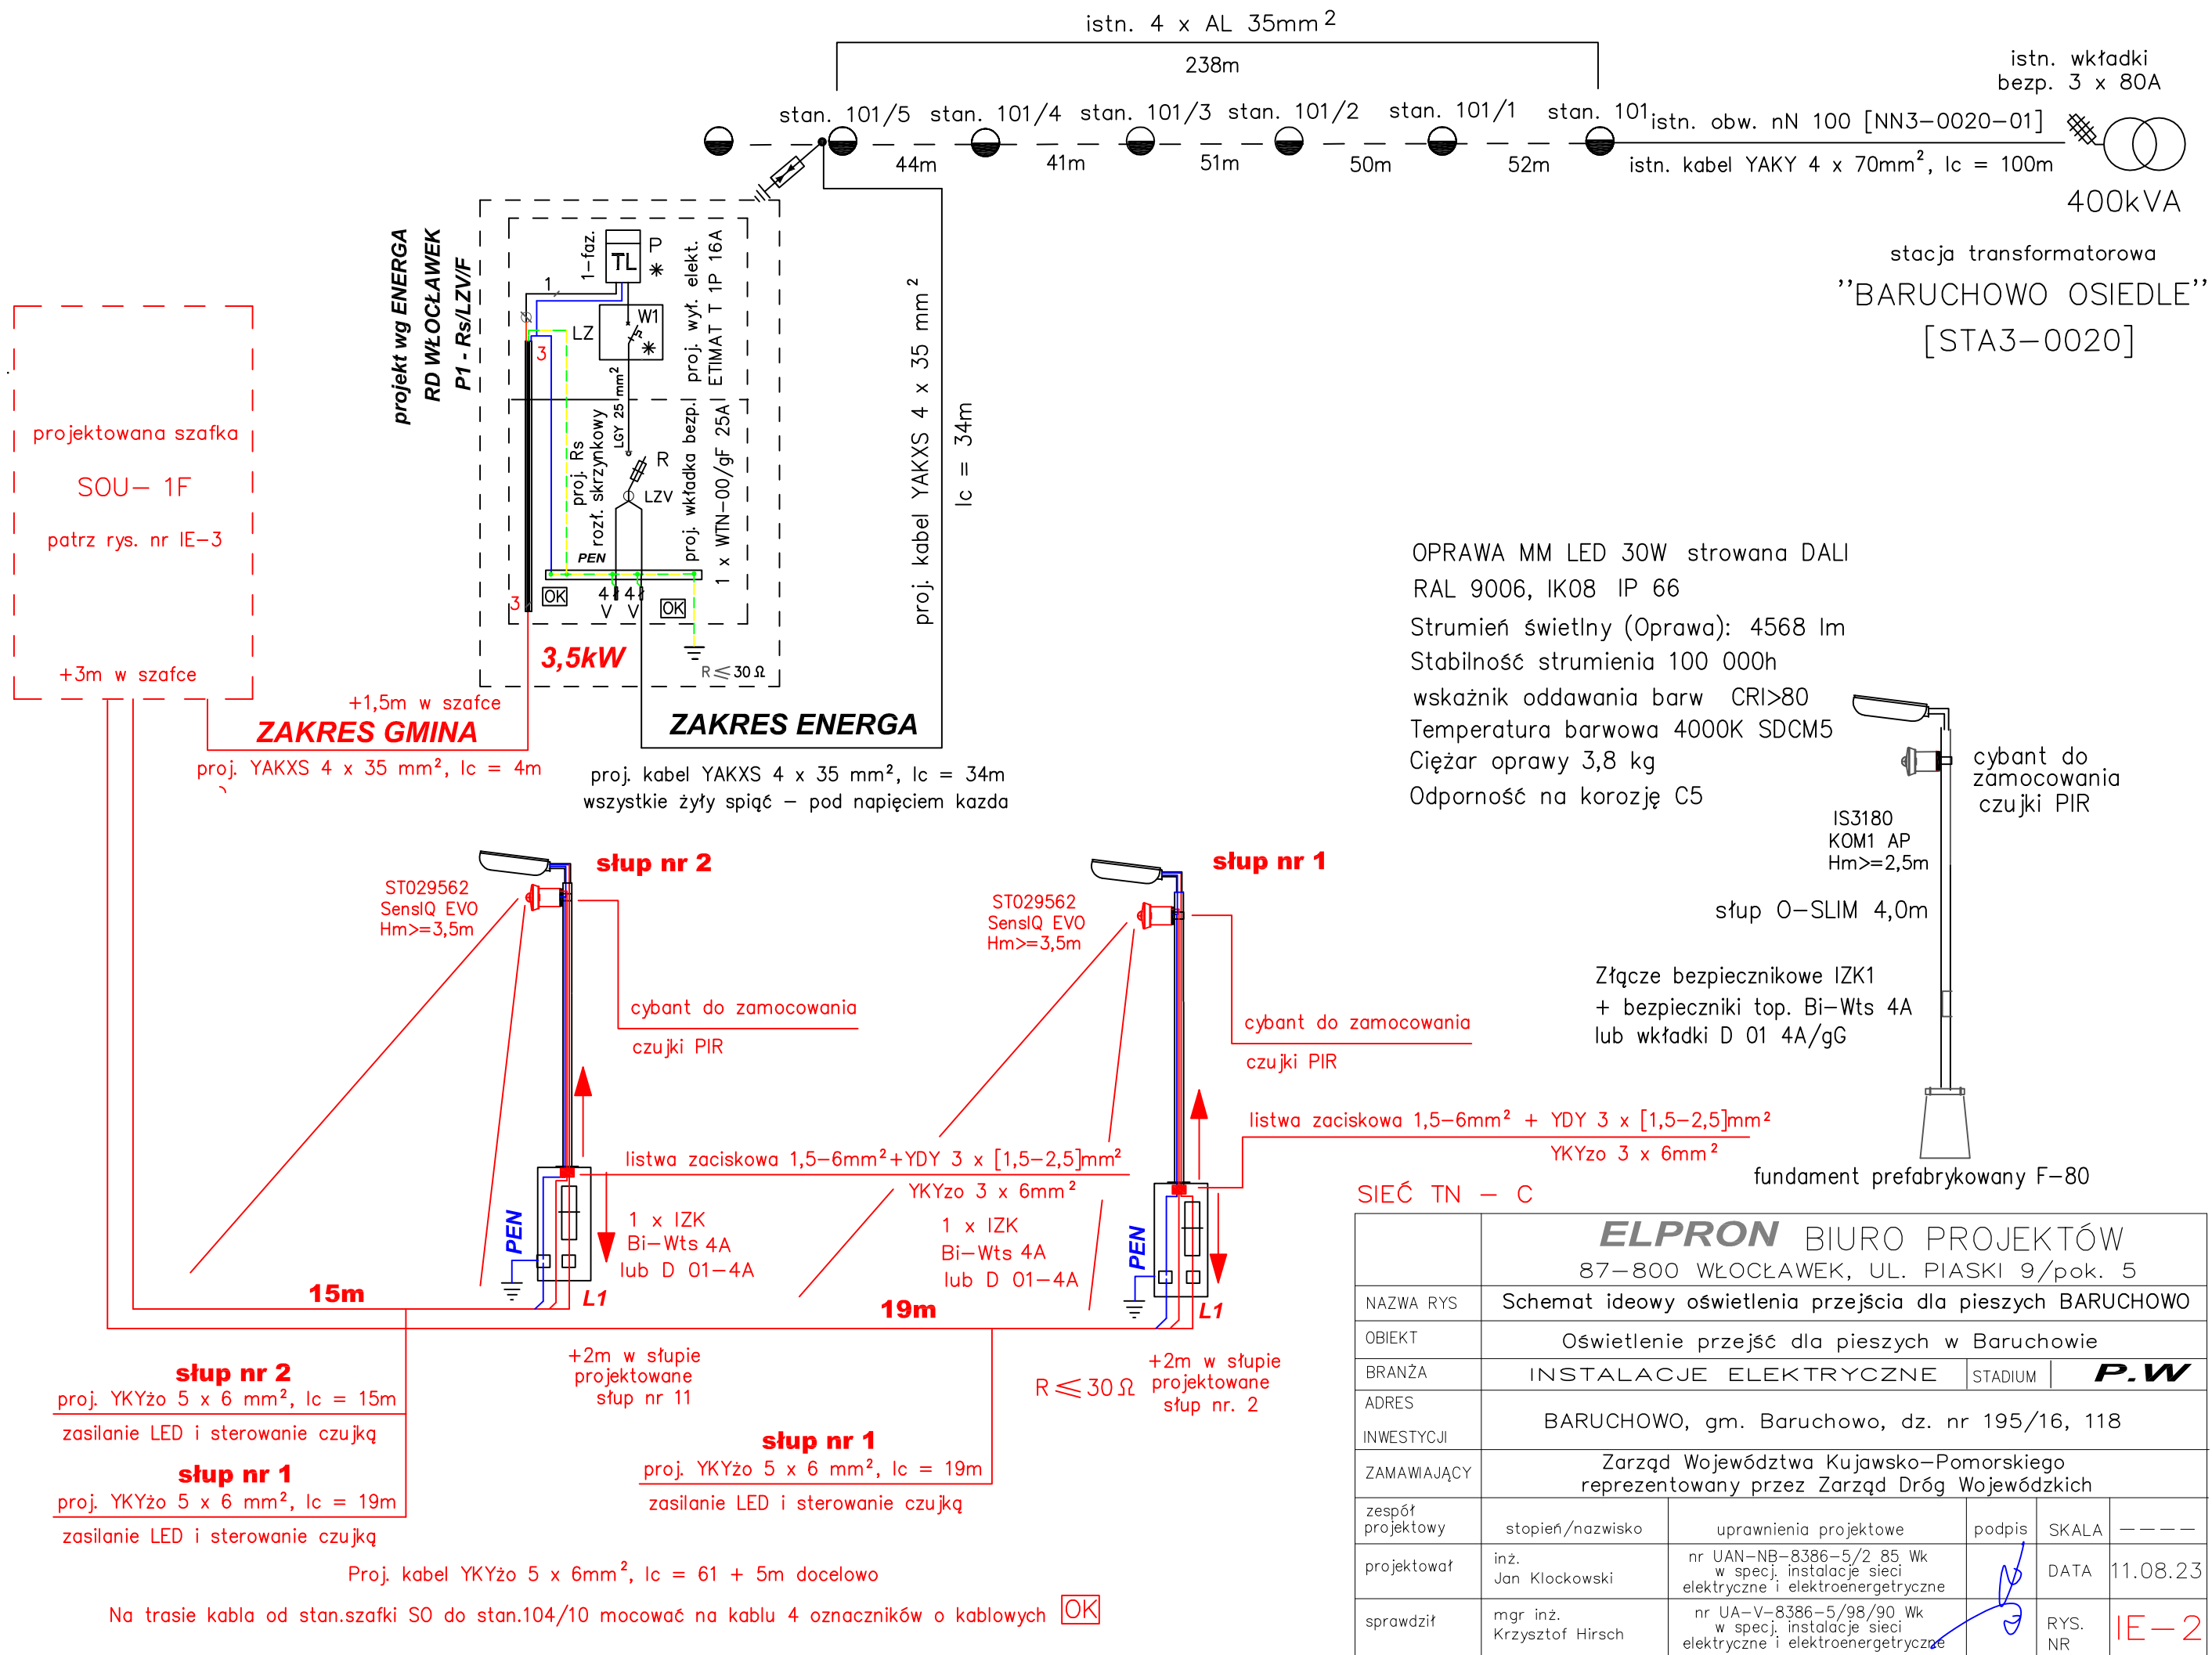 istn. 4 x AL 35mm²
238m
istn. wkładki
bezp. 3 x 80A
stan. 101/5 stan. 101/4 stan. 101/3 stan. 101/2 stan. 101/1 stan. 101
istn. obw. nN 100 [NN3-0020-01]
44m 41m 51m 50m 52m
istn. kabel YAKY 4 x 70mm², lc = 100m
400kVA
stacja transformatorowa
''BARUCHOWO OSIEDLE''
[STA3-0020]
projekt wg ENERGA
RD WŁOCŁAWEK
P1 - Rs/LZV/F
1-faz.
TL
P
*
1
LZ
W1
*
3
proj. wył. elekt.
ETIMAT T 1P 16A
LGY 25 mm²
proj. Rs
rozł. skrzynkowy
R
LZV
proj. wkładka bezp.
1 x WTN-00/gF 25A
PEN
3
OK
4 4
V V
OK
3,5kW
R ≤ 30 Ω
proj. kabel YAKXS 4 x 35 mm²
lc = 34m
projektowana szafka
SOU- 1F
patrz rys. nr IE-3
+3m w szafce
+1,5m w szafce
ZAKRES GMINA
proj. YAKXS 4 x 35 mm², lc = 4m
ZAKRES ENERGA
proj. kabel YAKXS 4 x 35 mm², lc = 34m
wszystkie żyły spiąć - pod napięciem kazda
OPRAWA MM LED 30W strowana DALI
RAL 9006, IK08 IP 66
Strumień świetlny (Oprawa): 4568 lm
Stabilność strumienia 100 000h
wskażnik oddawania barw CRI>80
Temperatura barwowa 4000K SDCM5
Ciężar oprawy 3,8 kg
Odporność na korozję C5
cybant do
zamocowania
czujki PIR
IS3180
KOM1 AP
Hm>=2,5m
słup O-SLIM 4,0m
Złącze bezpiecznikowe IZK1
+ bezpieczniki top. Bi-Wts 4A
lub wkładki D 01 4A/gG
fundament prefabrykowany F-80
słup nr 2
ST029562
SensIQ EVO
Hm>=3,5m
cybant do zamocowania
czujki PIR
słup nr 1
ST029562
SensIQ EVO
Hm>=3,5m
cybant do zamocowania
czujki PIR
listwa zaciskowa 1,5-6mm²+YDY 3 x [1,5-2,5]mm²
YKYzo 3 x 6mm²
listwa zaciskowa 1,5-6mm² + YDY 3 x [1,5-2,5]mm²
YKYzo 3 x 6mm²
PEN
1 x IZK
Bi-Wts 4A
lub D 01-4A
L1
1 x IZK
Bi-Wts 4A
lub D 01-4A
PEN
L1
15m
19m
+2m w słupie
projektowane
słup nr 11
R ≤ 30 Ω
+2m w słupie
projektowane
słup nr. 2
słup nr 2
proj. YKYżo 5 x 6 mm², lc = 15m
zasilanie LED i sterowanie czujką
słup nr 1
proj. YKYżo 5 x 6 mm², lc = 19m
zasilanie LED i sterowanie czujką
słup nr 1
proj. YKYżo 5 x 6 mm², lc = 19m
zasilanie LED i sterowanie czujką
Proj. kabel YKYżo 5 x 6mm², lc = 61 + 5m docelowo
Na trasie kabla od stan.szafki SO do stan.104/10 mocować na kablu 4 oznaczników o kablowych OK
SIEĆ TN - C
ELPRON BIURO PROJEKTÓW
87-800 WŁOCŁAWEK, UL. PIASKI 9/pok. 5
NAZWA RYS Schemat ideowy oświetlenia przejścia dla pieszych BARUCHOWO
OBIEKT Oświetlenie przejść dla pieszych w Baruchowie
BRANŻA INSTALACJE ELEKTRYCZNE STADIUM P.W
ADRES
INWESTYCJI
BARUCHOWO, gm. Baruchowo, dz. nr 195/16, 118
ZAMAWIAJĄCY
Zarząd Województwa Kujawsko-Pomorskiego
reprezentowany przez Zarząd Dróg Wojewódzkich
zespół
projektowy
stopień/nazwisko uprawnienia projektowe podpis SKALA ----
projektował
inż.
Jan Klockowski
nr UAN-NB-8386-5/2 85 Wk
w specj. instalacje sieci
elektryczne i elektroenergetryczne
DATA 11.08.23
sprawdził
mgr inż.
Krzysztof Hirsch
nr UA-V-8386-5/98/90 Wk
w specj. instalacje sieci
elektryczne i elektroenergetryczne
RYS.
NR
IE-2